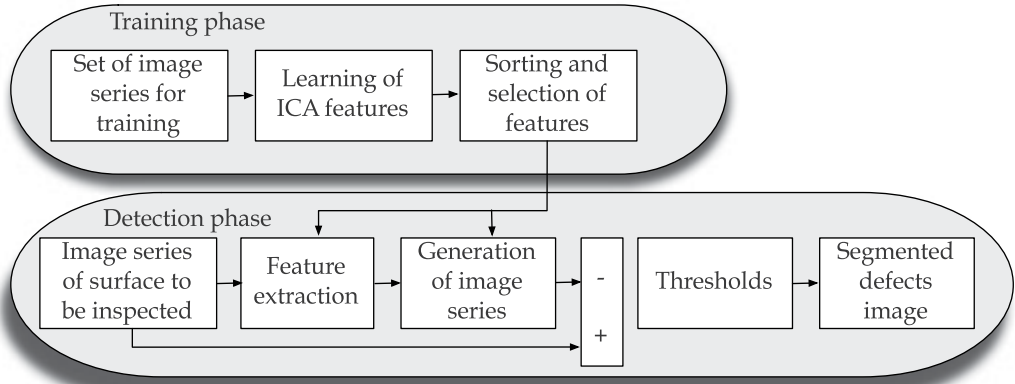 Training phase
Set of image
series for
training
Learning of
ICA features
Sorting and
selection of
features
Detection phase
Image series
of surface to
be inspected
Feature
extraction
Generation
of image
series
-
+
Thresholds
Segmented
defects
image